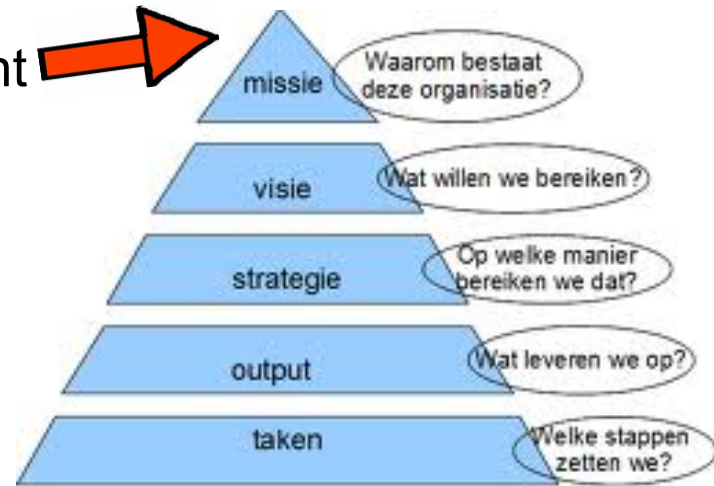 nt
missie
Waarom bestaat
deze organisatie?
visie
Wat willen we bereiken?
strategie
Op welke manier
bereiken we dat?
output
Wat leveren we op?
taken
Welke stappen
zetten we?